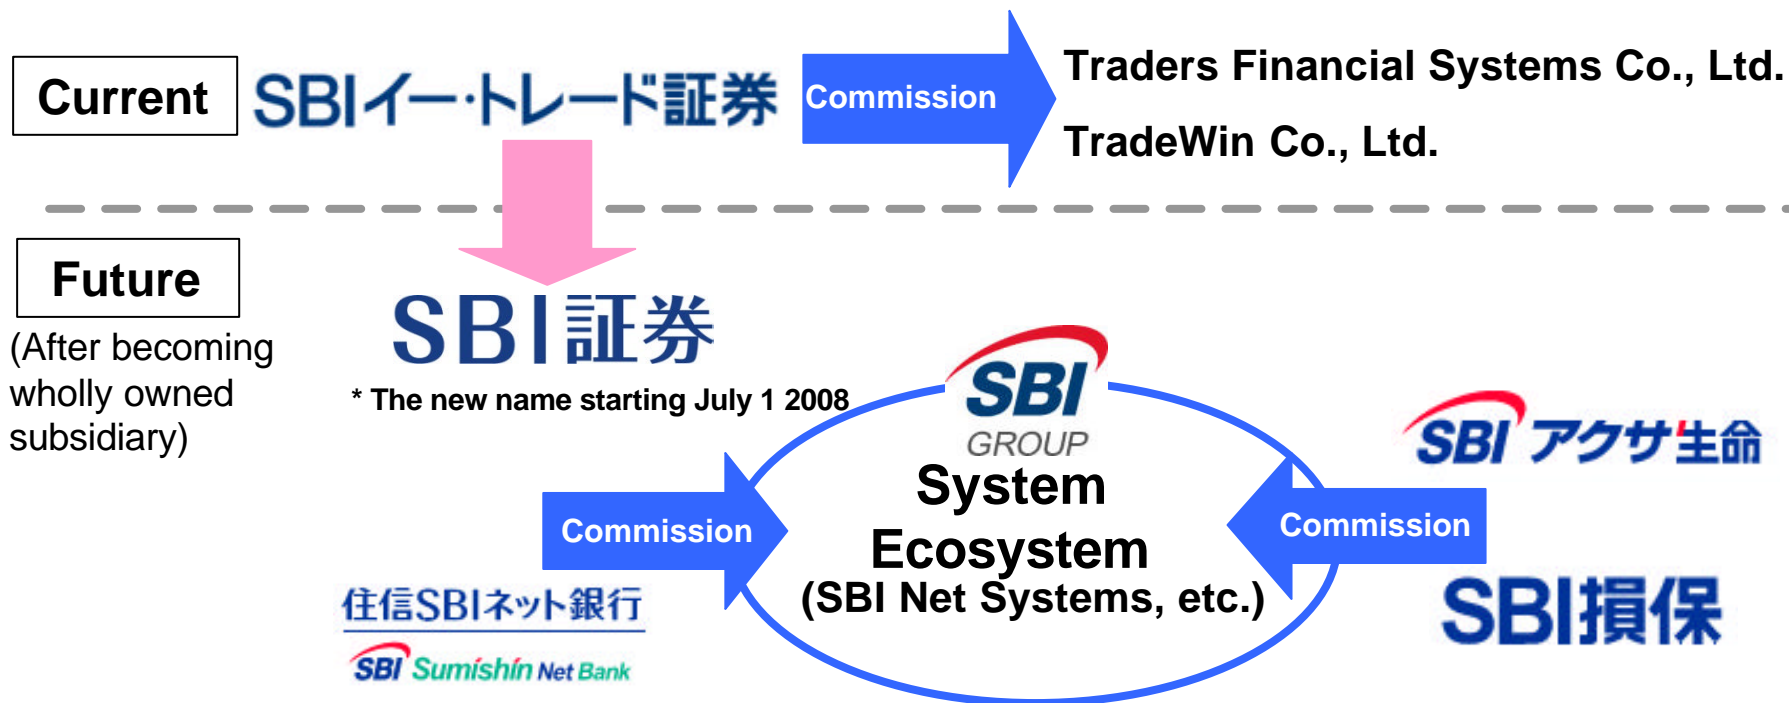 Current
SBIイー・トレード証券
Commission
Traders Financial Systems Co., Ltd.
TradeWin Co., Ltd.
Future
(After becoming
wholly owned
subsidiary)
SBI証券
* The new name starting July 1 2008
SBI
GROUP
System
Ecosystem
(SBI Net Systems, etc.)
Commission
住信SBIネット銀行
SBI Sumishin Net Bank
SBI アクサ生命
Commission
SBI損保